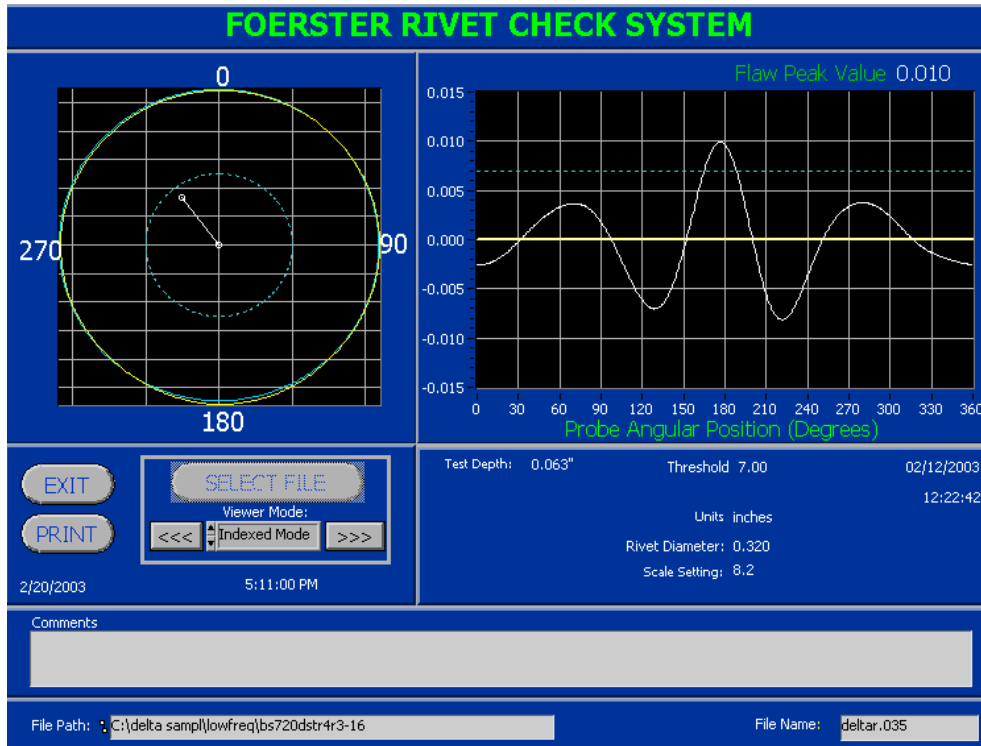 FOERSTER RIVET CHECK SYSTEM
0
270
90
180
Flaw Peak Value 0.010
0.015
0.010
0.005
0.000
-0.005
-0.010
-0.015
0 30 60 90 120 150 180 210 240 270 300 330 360
Probe Angular Position (Degrees)
EXIT
PRINT
SELECT FILE
Viewer Mode:
<<< Indexed Mode >>>
2/20/2003 5:11:00 PM
Test Depth: 0.063" Threshold 7.00 02/12/2003
12:22:42
Units inches
Rivet Diameter: 0.320
Scale Setting: 8.2
Comments
File Path: C:\delta sampl\lowfreq\bs720dstr4r3-16 File Name: deltar.035